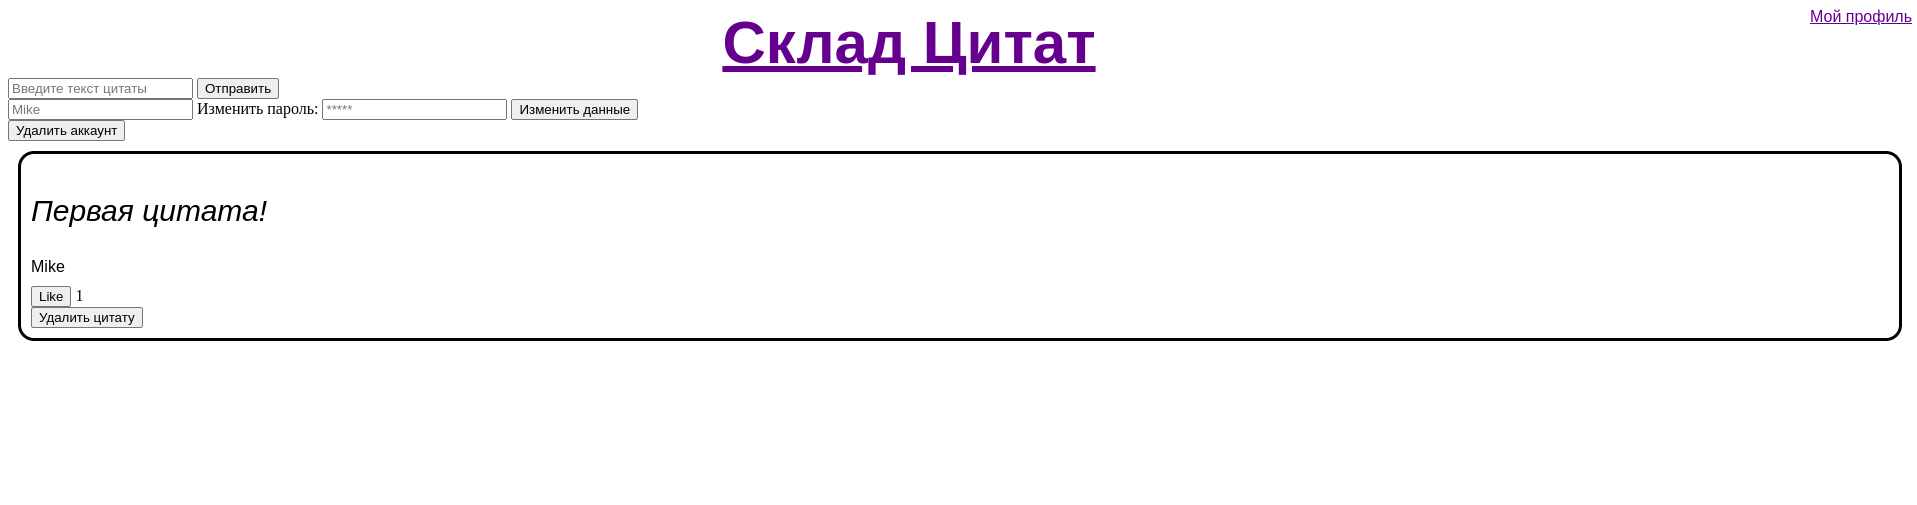 Склад Цитат
Мой профиль
Введите текст цитаты Отправить
Mike Изменить пароль: ***** Изменить данные
Удалить аккаунт
Первая цитата!
Mike
Like 1
Удалить цитату